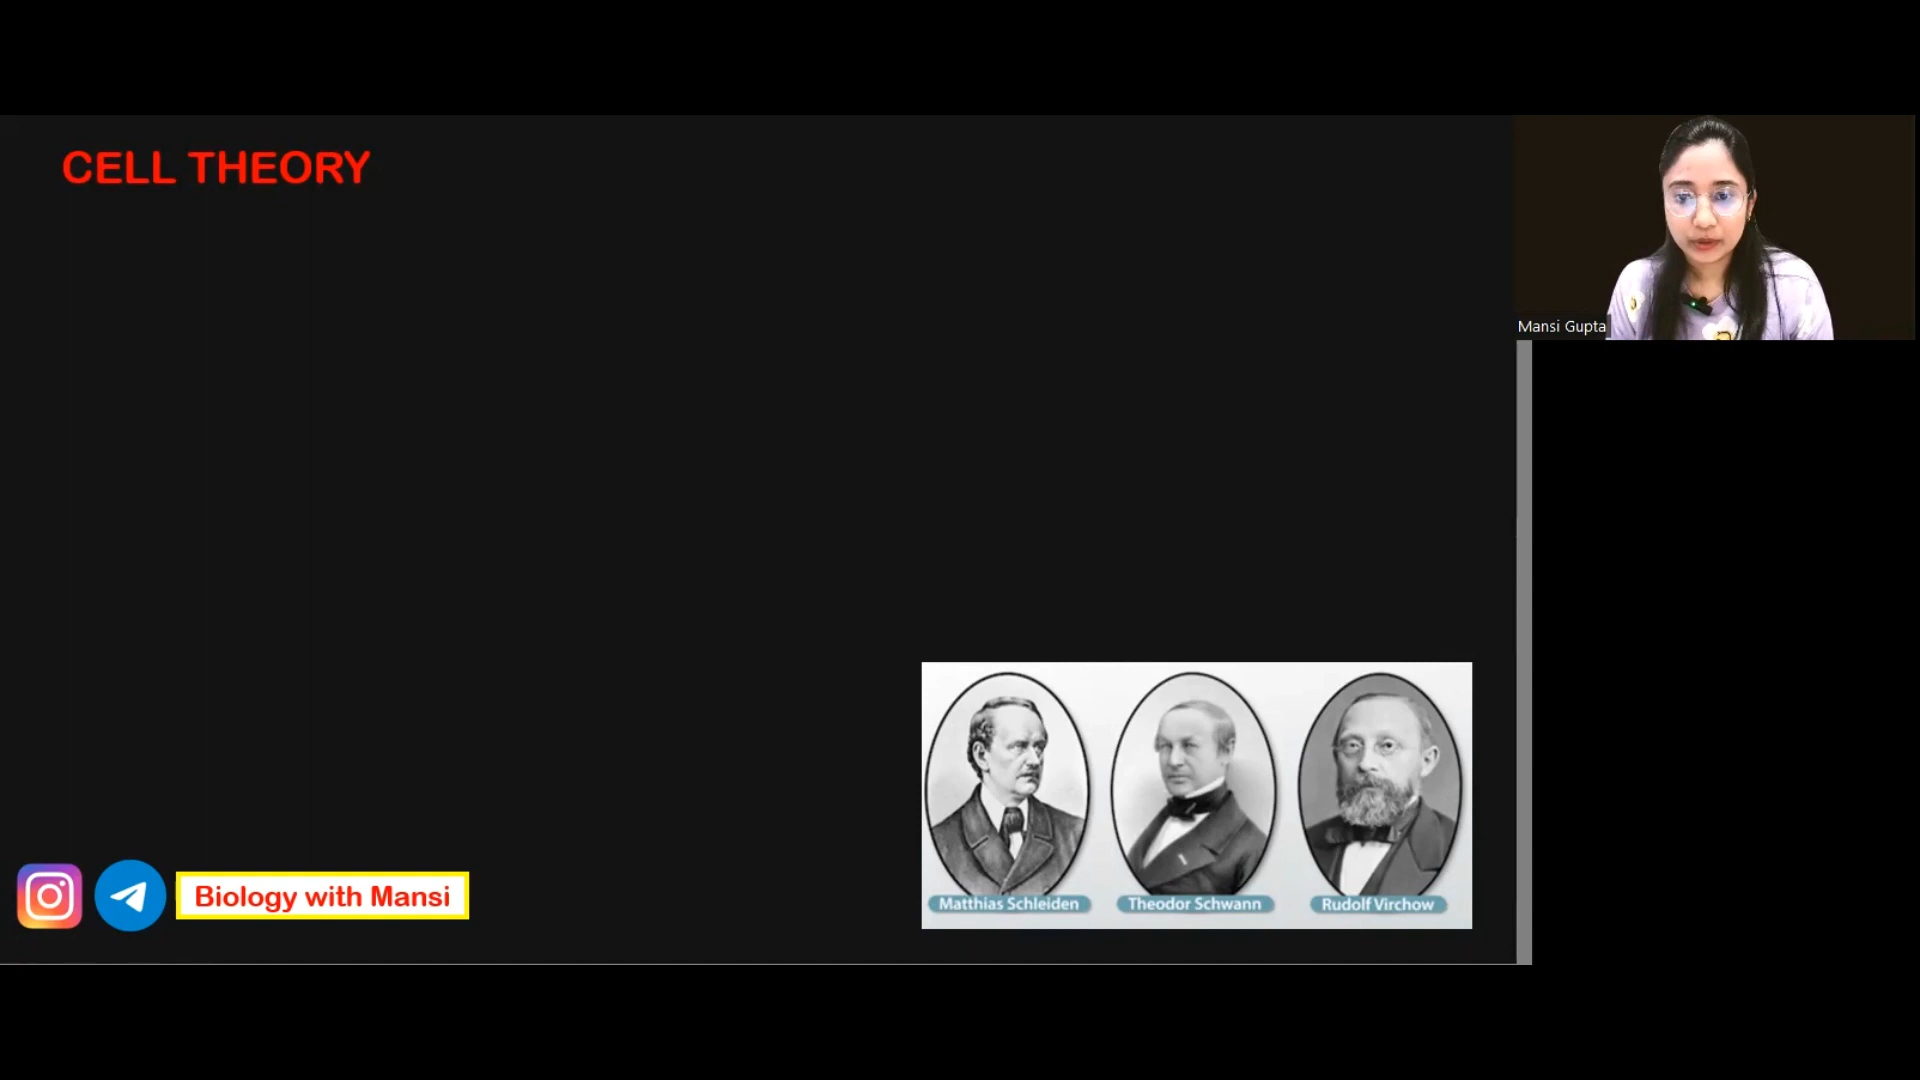 CELL THEORY
Mansi Gupta
Matthias Schleiden
Theodor Schwann
Rudolf Virchow
Biology with Mansi